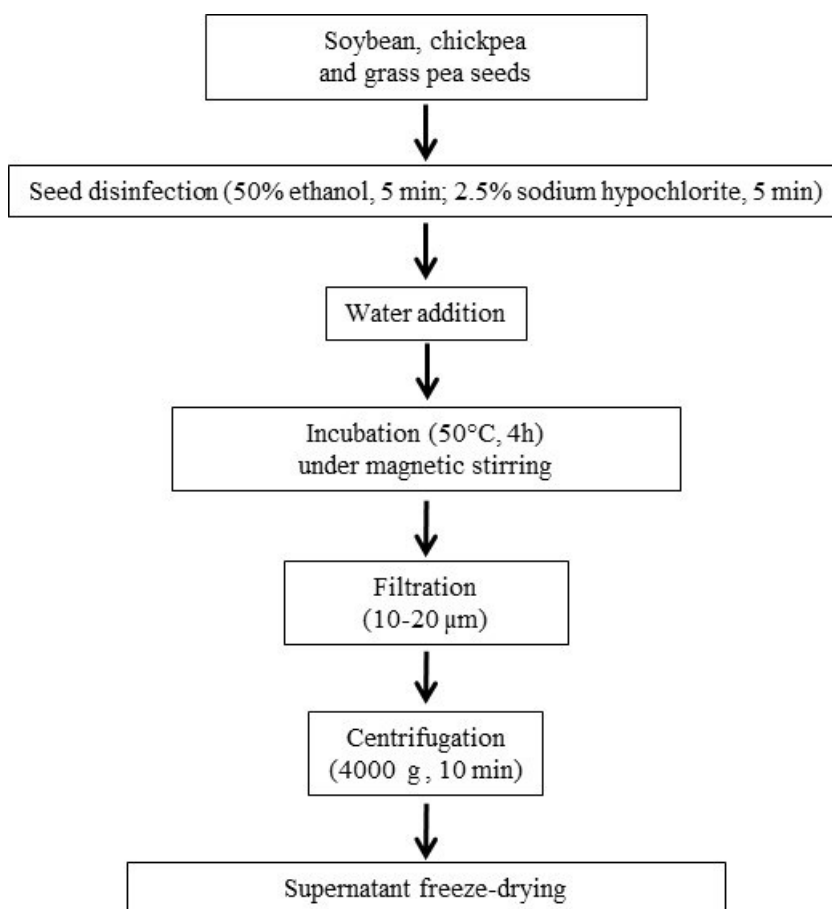 Soybean, chickpea
and grass pea seeds
Seed disinfection (50% ethanol, 5 min; 2.5% sodium hypochlorite, 5 min)
Water addition
Incubation (50°C, 4h)
under magnetic stirring
Filtration
(10-20 μm)
Centrifugation
(4000 g , 10 min)
Supernatant freeze-drying